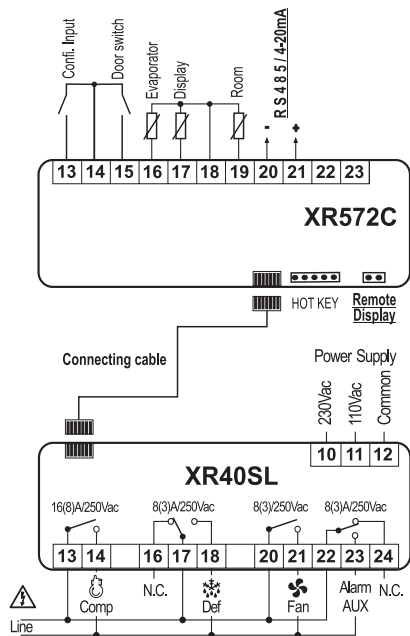 Confi. Input
Door switch
Evaporator
Display
Room
RS485/4-20mA
- +
13 14 15 16 17 18 19 20 21 22 23
XR572C
HOT KEY
Remote
Display
Connecting cable
Power Supply
230Vac
110Vac
Common
10 11 12
XR40SL
16(8)A/250Vac 8(3)A/250Vac 8(3)/250Vac 8(3)A/250Vac
13 14 16 17 18 20 21 22 23 24
Comp N.C. Def Fan Alarm N.C.
AUX
Line